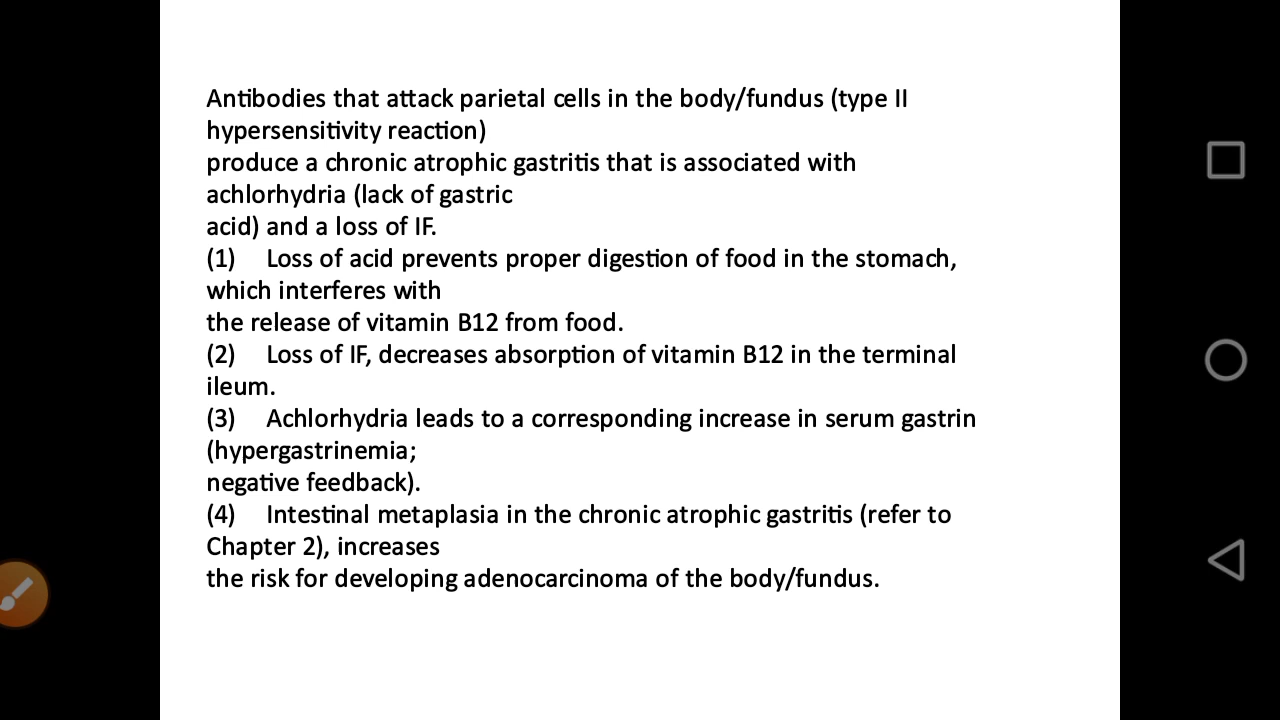 Antibodies that attack parietal cells in the body/fundus (type II
hypersensitivity reaction)
produce a chronic atrophic gastritis that is associated with
achlorhydria (lack of gastric
acid) and a loss of IF.
(1) Loss of acid prevents proper digestion of food in the stomach,
which interferes with
the release of vitamin B12 from food.
(2) Loss of IF, decreases absorption of vitamin B12 in the terminal
ileum.
(3) Achlorhydria leads to a corresponding increase in serum gastrin
(hypergastrinemia;
negative feedback).
(4) Intestinal metaplasia in the chronic atrophic gastritis (refer to
Chapter 2), increases
the risk for developing adenocarcinoma of the body/fundus.